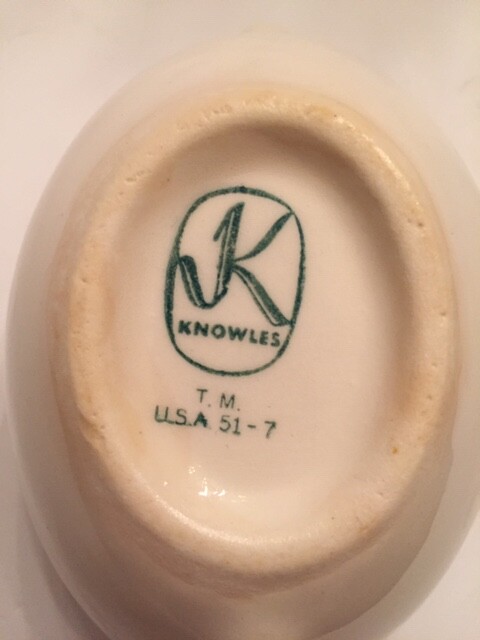 K
KNOWLES
T. M.
U.S.A. 51-7